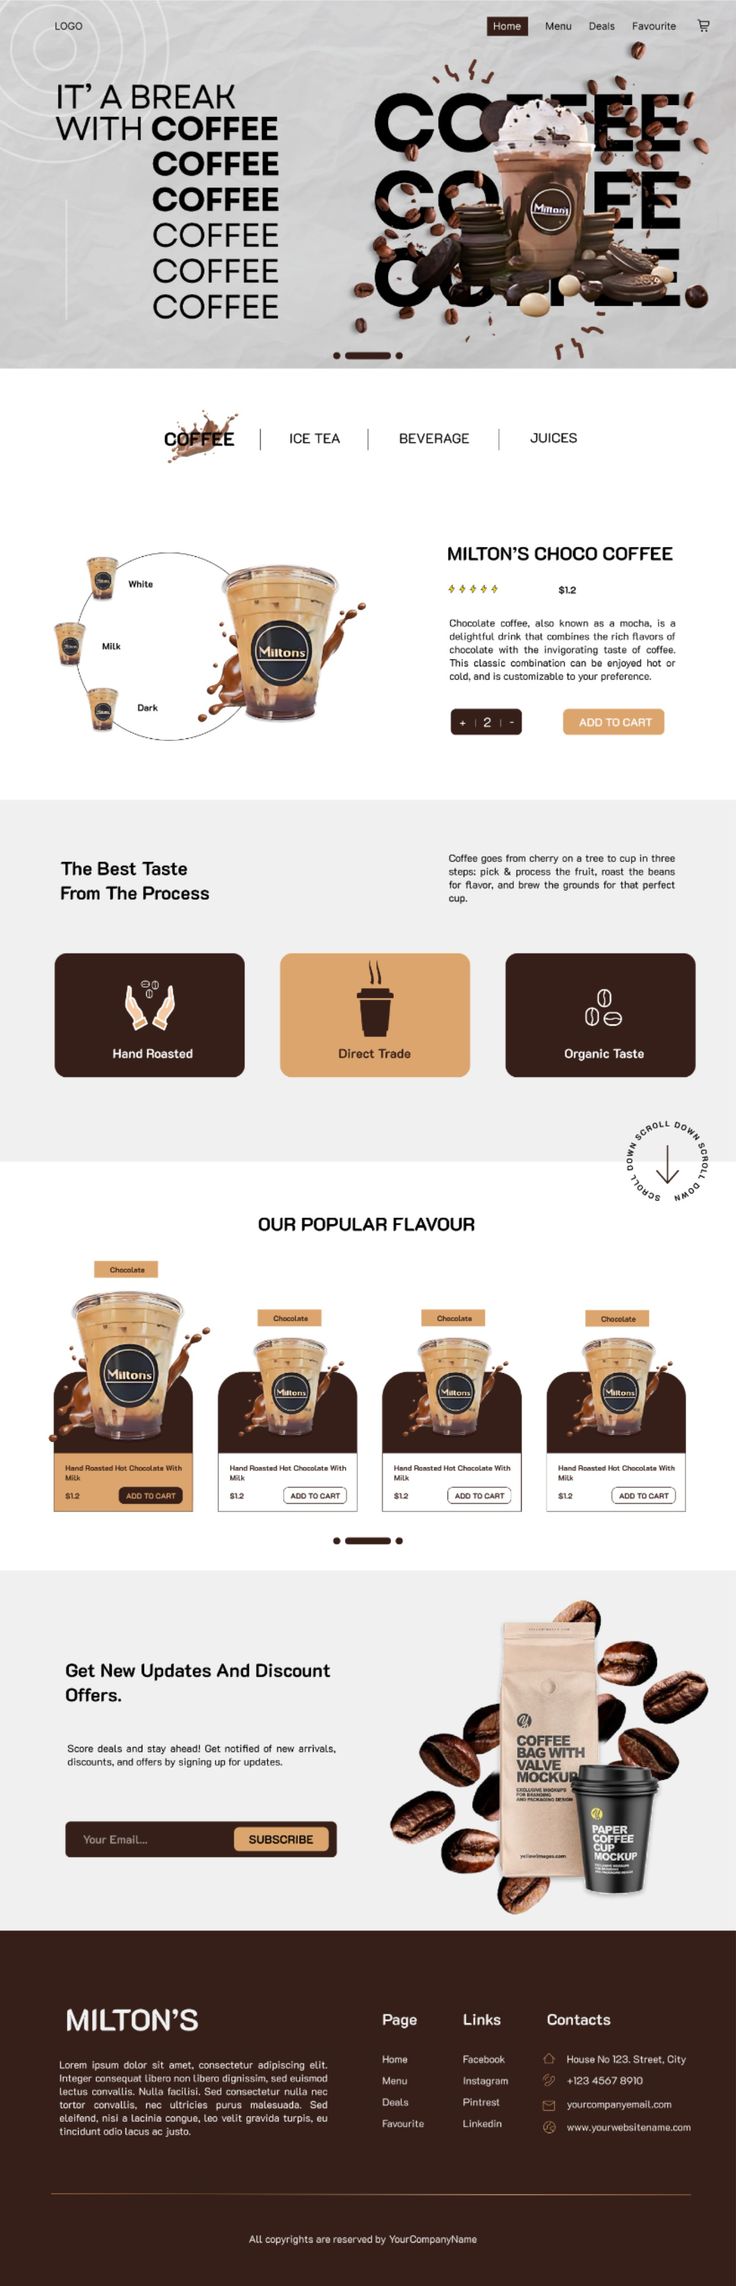 LOGO
Home
Menu
Deals
Favourite
IT' A BREAK
WITH COFFEE
COFFEE
COFFEE
COFFEE
COFFEE
COFFEE
COFFEE
COFFEE
COFFEE
Milton's
COFFEE
ICE TEA
BEVERAGE
JUICES
White
Milk
Dark
Miltons
MILTON'S CHOCO COFFEE
$1.2
Chocolate coffee, also known as a mocha, is a
delightful drink that combines the rich flavors of
chocolate with the invigorating taste of coffee.
This classic combination can be enjoyed hot or
cold, and is customizable to your preference.
+ | 2 | -
ADD TO CART
The Best Taste
From The Process
Coffee goes from cherry on a tree to cup in three
steps: pick & process the fruit, roast the beans
for flavor, and brew the grounds for that perfect
cup.
Hand Roasted
Direct Trade
Organic Taste
SCROLL DOWN SCROLL DOWN SCROLL DOWN SCROLL DOWN
OUR POPULAR FLAVOUR
Chocolate
Miltons
Hand Roasted Hot Chocolate With
Milk
$1.2
ADD TO CART
Chocolate
Miltons
Hand Roasted Hot Chocolate With
Milk
$1.2
ADD TO CART
Chocolate
Miltons
Hand Roasted Hot Chocolate With
Milk
$1.2
ADD TO CART
Chocolate
Miltons
Hand Roasted Hot Chocolate With
Milk
$1.2
ADD TO CART
Get New Updates And Discount
Offers.
Score deals and stay ahead! Get notified of new arrivals,
discounts, and offers by signing up for updates.
Your Email...
SUBSCRIBE
COFFEE
BAG WITH
VALVE
MOCKUP
EXCLUSIVE MOCKUPS
FOR BRANDING
AND PACKAGING DESIGN
yellowimages.com
PAPER
COFFEE
CUP
MOCKUP
MILTON'S
Lorem ipsum dolor sit amet, consectetur adipiscing elit.
Integer consequat libero non libero dignissim, sed euismod
lectus convallis. Nulla facilisi. Sed consectetur nulla nec
tortor convallis, nec ultricies purus malesuada. Sed
eleifend, nisi a lacinia congue, leo velit gravida turpis, eu
tincidunt odio lacus ac justo.
Page
Home
Menu
Deals
Favourite
Links
Facebook
Instagram
Pintrest
Linkedin
Contacts
House No 123. Street, City
+123 4567 8910
yourcompanyemail.com
www.yourwebsitename.com
All copyrights are reserved by YourCompanyName